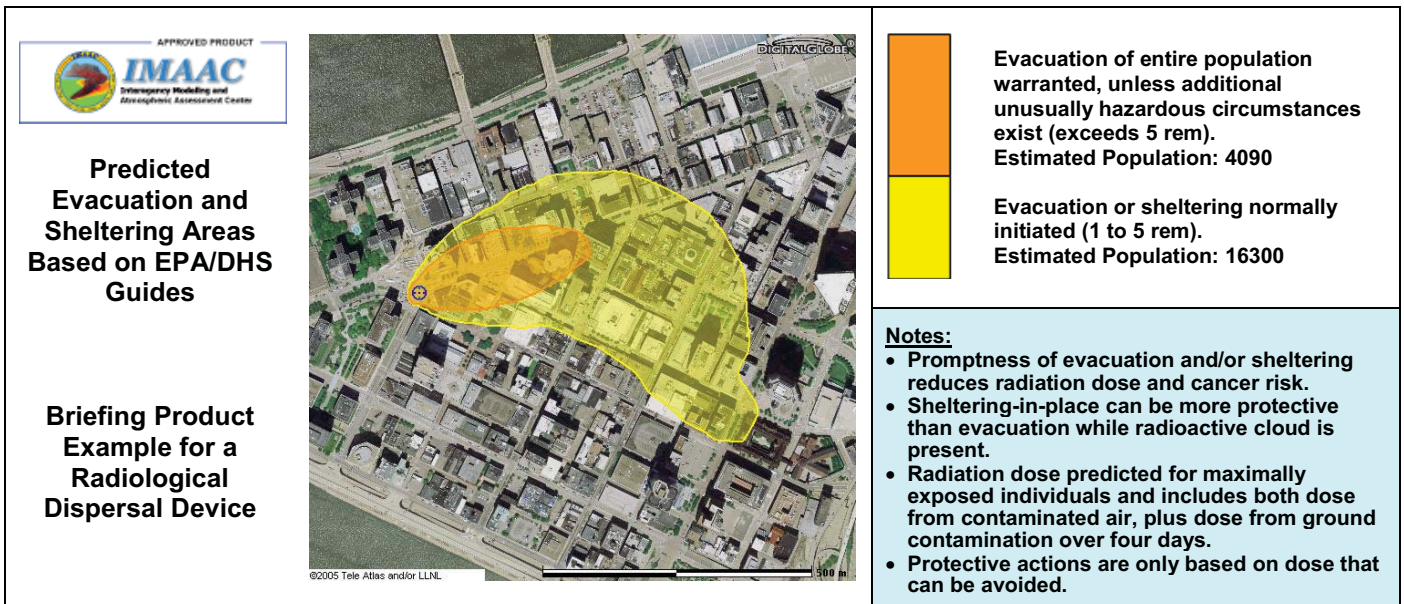 APPROVED PRODUCT
IMAAC
Interagency Modeling and
Atmospheric Assessment Center
Predicted
Evacuation and
Sheltering Areas
Based on EPA/DHS
Guides
Briefing Product
Example for a
Radiological
Dispersal Device
DIGITALGLOBE®
©2005 Tele Atlas and/or LLNL
500 m
Evacuation of entire population
warranted, unless additional
unusually hazardous circumstances
exist (exceeds 5 rem).
Estimated Population: 4090
Evacuation or sheltering normally
initiated (1 to 5 rem).
Estimated Population: 16300
Notes:
• Promptness of evacuation and/or sheltering
reduces radiation dose and cancer risk.
• Sheltering-in-place can be more protective
than evacuation while radioactive cloud is
present.
• Radiation dose predicted for maximally
exposed individuals and includes both dose
from contaminated air, plus dose from ground
contamination over four days.
• Protective actions are only based on dose that
can be avoided.